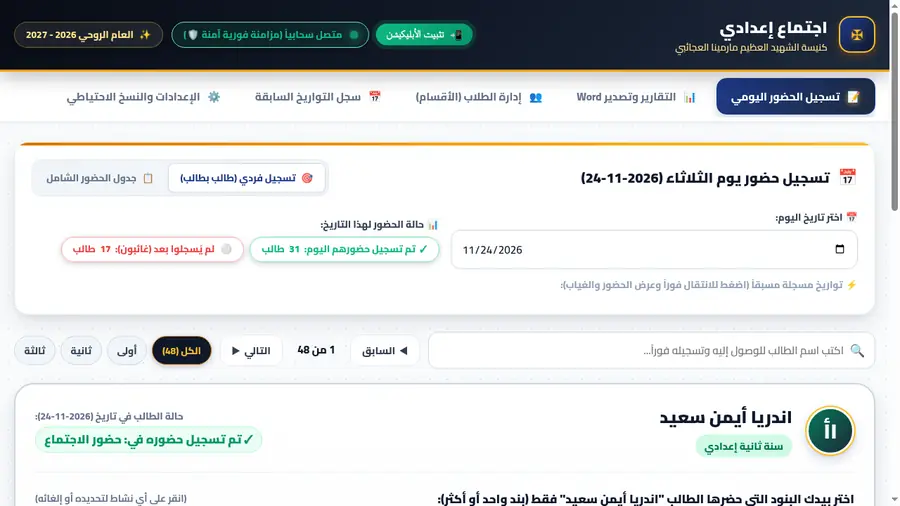 اجتماع إعدادي
كنيسة الشهيد العظيم مارمينا العجائبي
تثبيت الأبليكيشن
متصل سحابياً (مزامنة فورية آمنة 🛡️)
✨ العام الروحي 2026 - 2027
📝 تسجيل الحضور اليومي
📊 التقارير وتصدير Word
👥 إدارة الطلاب (الأقسام)
📅 سجل التواريخ السابقة
⚙️ الإعدادات والنسخ الاحتياطي
📅 تسجيل حضور يوم الثلاثاء (2026-11-24)
🎯 تسجيل فردي (طالب بطالب)
📋 جدول الحضور الشامل
📅 اختر تاريخ اليوم:
11/24/2026
📊 حالة الحضور لهذا التاريخ:
✓ تم تسجيل حضورهم اليوم: 31 طالب
⚪ لم يُسجلوا بعد (غائبون): 17 طالب
⚡ تواريخ مسجلة مسبقاً (اضغط للانتقال فوراً وعرض الحضور والغياب):
🔍 اكتب اسم الطالب للوصول إليه وتسجيله فوراً...
◀ السابق
1 من 48
التالي ▶
الكل (48)
أولى
ثانية
ثالثة
اأ
اندريا أيمن سعيد
سنة ثانية إعدادي
حالة الطالب في تاريخ (2026-11-24):
✓ تم تسجيل حضوره في: حضور الاجتماع
اختر بيدك البنود التي حضرها الطالب "اندريا أيمن سعيد" فقط (بند واحد أو أكثر):
(انقر على أي نشاط لتحديده أو إلغائه)